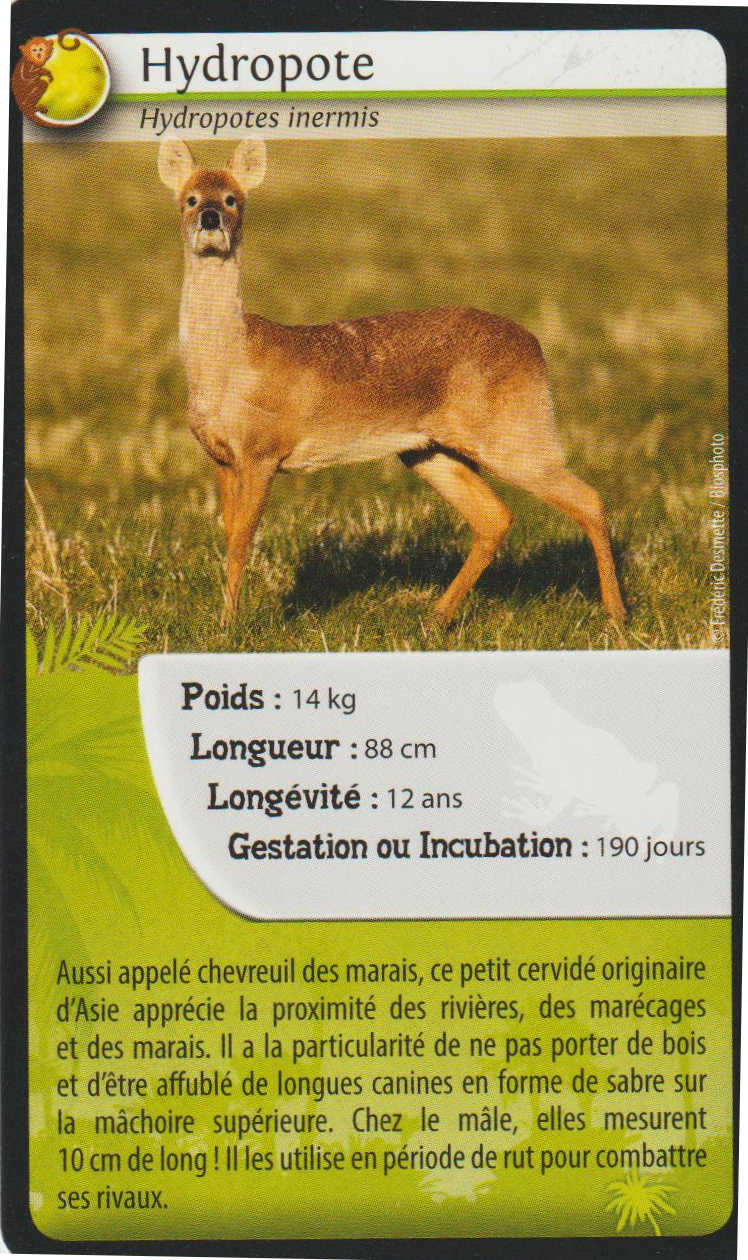 Hydropote
Hydropotes inermis
© Frédéric Desmette / Biosphoto
Poids : 14 kg
Longueur : 88 cm
Longévité : 12 ans
Gestation ou Incubation : 190 jours
Aussi appelé chevreuil des marais, ce petit cervidé originaire
d'Asie apprécie la proximité des rivières, des marécages
et des marais. Il a la particularité de ne pas porter de bois
et d'être affublé de longues canines en forme de sabre sur
la mâchoire supérieure. Chez le mâle, elles mesurent
10 cm de long ! Il les utilise en période de rut pour combattre
ses rivaux.